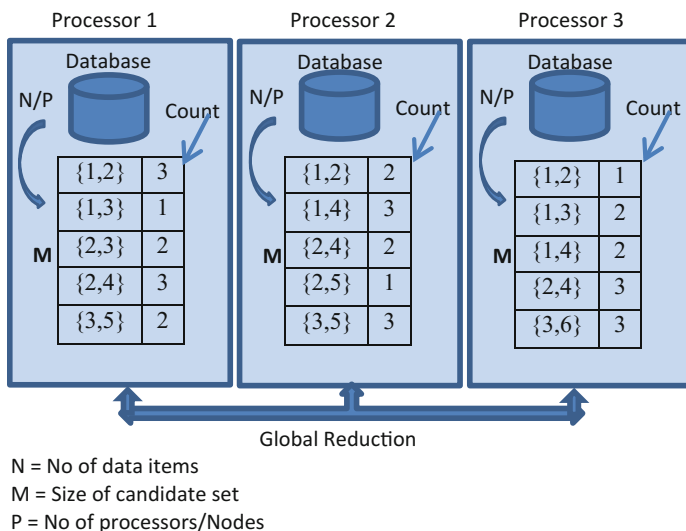 Processor 1 Processor 2 Processor 3
Database Database Database
N/P Count N/P Count N/P Count
{1,2} 3
{1,3} 1
{2,3} 2
{2,4} 3
{3,5} 2
M
{1,2} 2
{1,4} 3
{2,4} 2
{2,5} 1
{3,5} 3
M
{1,2} 1
{1,3} 2
{1,4} 2
{2,4} 3
{3,6} 3
M
Global Reduction
N = No of data items
M = Size of candidate set
P = No of processors/Nodes